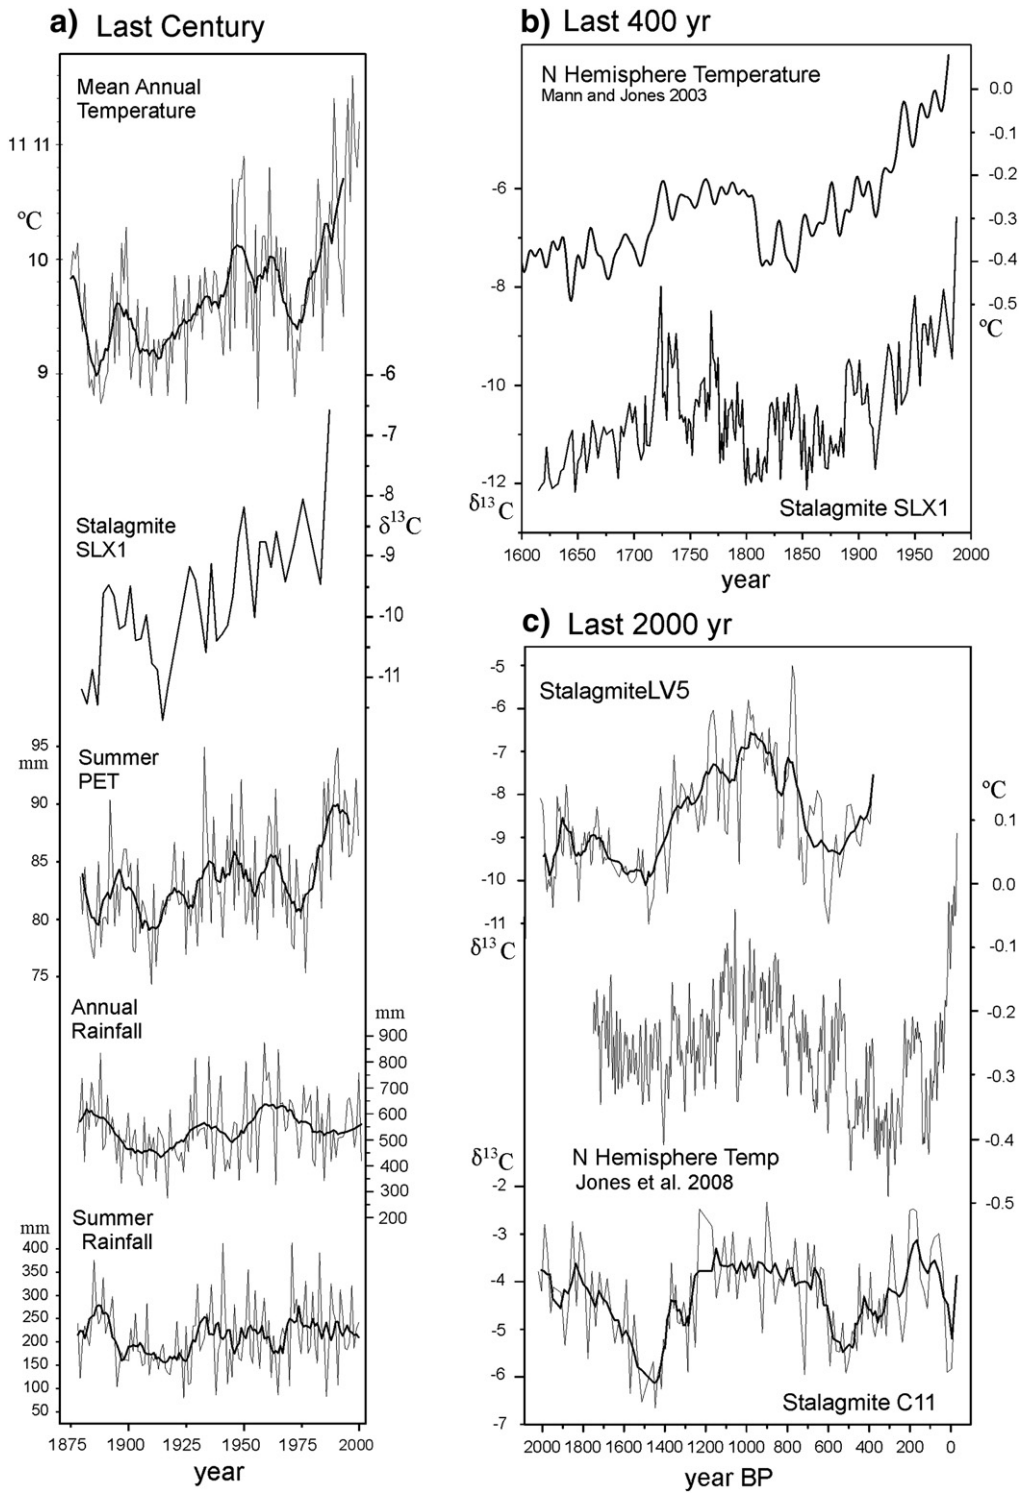 a) Last Century
Mean Annual
Temperature
11 11
ºC
10
9
-6
-7
-8
δ13C
-9
-10
-11
Stalagmite
SLX1
95
mm
90
85
80
75
Summer
PET
Annual
Rainfall
mm
900
800
700
600
500
400
300
200
Summer
Rainfall
mm
400
350
300
250
200
150
100
50
1875 1900 1925 1950 1975 2000
year
b) Last 400 yr
N Hemisphere Temperature
Mann and Jones 2003
0.0
-0.1
-0.2
-0.3
-0.4
-0.5
ºC
-6
-8
-10
-12
δ13C
Stalagmite SLX1
1600 1650 1700 1750 1800 1850 1900 1950 2000
year
c) Last 2000 yr
StalagmiteLV5
-5
-6
-7
-8
-9
-10
-11
δ13C
ºC
0.1
0.0
-0.1
-0.2
-0.3
-0.4
-0.5
N Hemisphere Temp
Jones et al. 2008
δ13C
-2
-3
-4
-5
-6
-7
Stalagmite C11
2000 1800 1600 1400 1200 1000 800 600 400 200 0
year BP